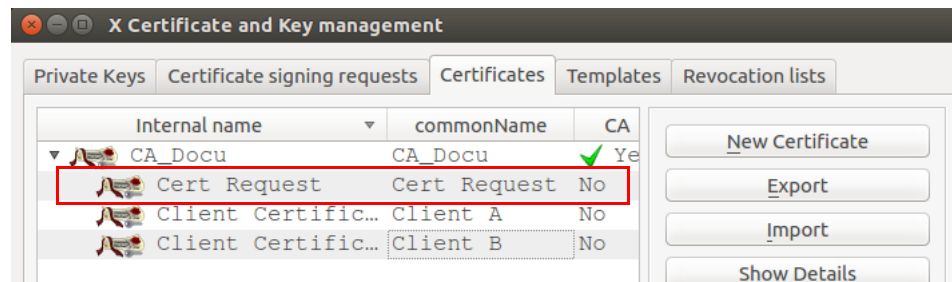 X Certificate and Key management
Private Keys Certificate signing requests Certificates Templates Revocation lists
Internal name commonName CA
CA_Docu CA_Docu Ye
Cert Request Cert Request No
Client Certific... Client A No
Client Certific... Client B No
New Certificate
Export
Import
Show Details